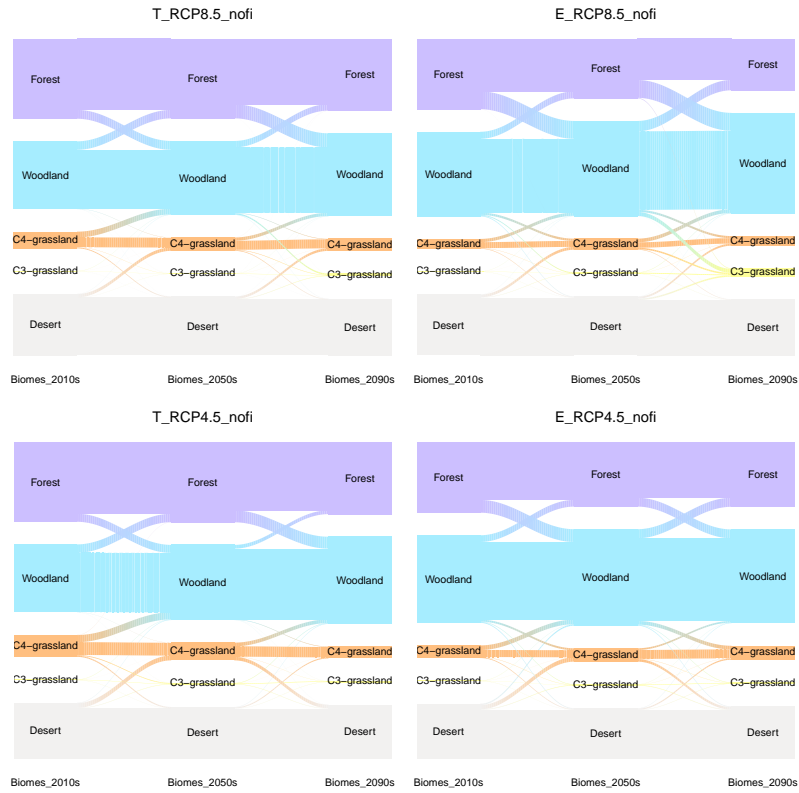 T_RCP8.5_nofi
E_RCP8.5_nofi
Forest
Forest
Forest
Woodland
Woodland
Woodland
C4−grassland
C4−grassland
C4−grassland
C3−grassland
C3−grassland
C3−grassland
Desert
Desert
Desert
Biomes_2010s
Biomes_2050s
Biomes_2090s
Forest
Forest
Forest
Woodland
Woodland
Woodland
C4−grassland
C4−grassland
C4−grassland
C3−grassland
C3−grassland
C3−grassland
Desert
Desert
Desert
Biomes_2010s
Biomes_2050s
Biomes_2090s
T_RCP4.5_nofi
E_RCP4.5_nofi
Forest
Forest
Forest
Woodland
Woodland
Woodland
C4−grassland
C4−grassland
C4−grassland
C3−grassland
C3−grassland
C3−grassland
Desert
Desert
Desert
Biomes_2010s
Biomes_2050s
Biomes_2090s
Forest
Forest
Forest
Woodland
Woodland
Woodland
C4−grassland
C4−grassland
C4−grassland
C3−grassland
C3−grassland
C3−grassland
Desert
Desert
Desert
Biomes_2010s
Biomes_2050s
Biomes_2090s